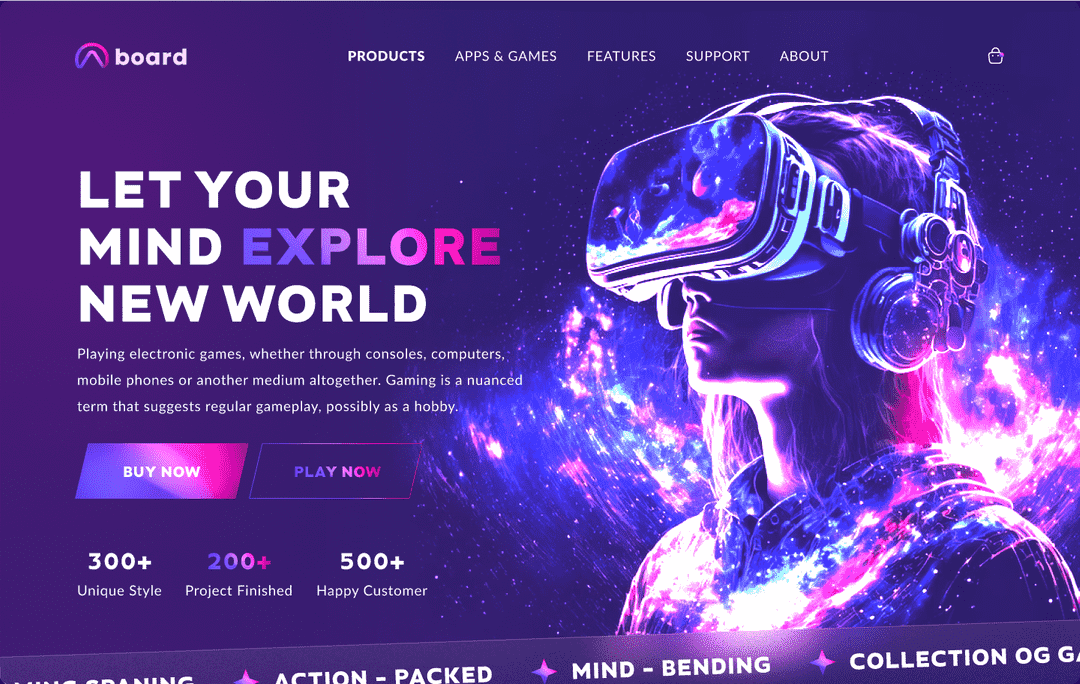 board
PRODUCTS APPS & GAMES FEATURES SUPPORT ABOUT
LET YOUR
MIND EXPLORE
NEW WORLD
Playing electronic games, whether through consoles, computers,
mobile phones or another medium altogether. Gaming is a nuanced
term that suggests regular gameplay, possibly as a hobby.
BUY NOW PLAY NOW
300+ 200+ 500+
Unique Style Project Finished Happy Customer
SPANING ACTION - PACKED MIND - BENDING COLLECTION OG